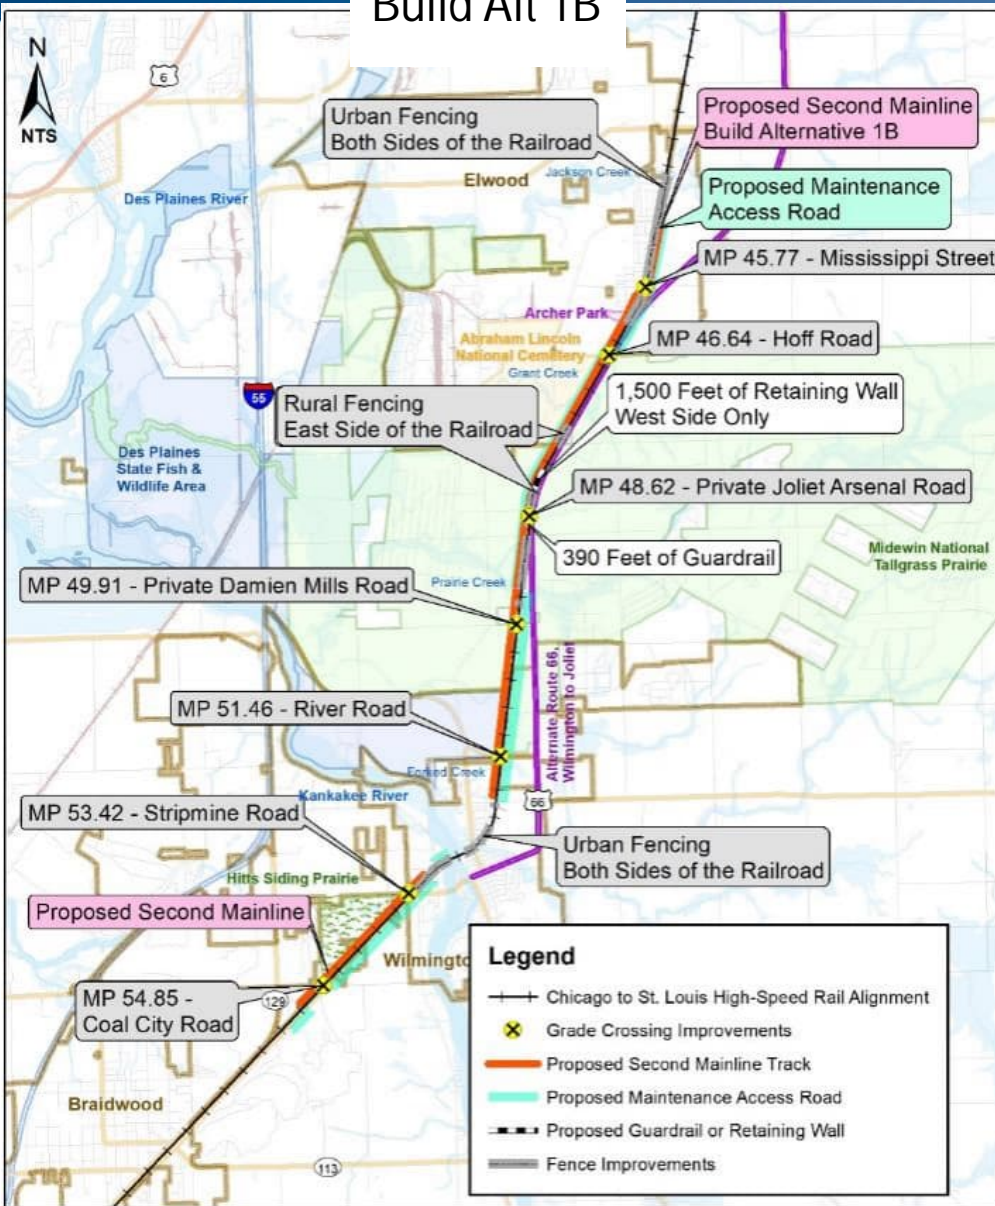 Build Alt 1B
N
NTS
6
Urban Fencing
Both Sides of the Railroad
Proposed Second Mainline
Build Alternative 1B
Jackson Creek
Elwood
Proposed Maintenance
Access Road
Des Plaines River
MP 45.77 - Mississippi Street
Archer Park
Abraham Lincoln
National Cemetery
MP 46.64 - Hoff Road
Grant Creek
55
Rural Fencing
East Side of the Railroad
1,500 Feet of Retaining Wall
West Side Only
Des Plaines
State Fish &
Wildlife Area
MP 48.62 - Private Joliet Arsenal Road
390 Feet of Guardrail
Midewin National
Tallgrass Prairie
MP 49.91 - Private Damien Mills Road
Prairie Creek
Alternate Route 66,
Wilmington to Joliet
MP 51.46 - River Road
Forked Creek
Kankakee River
66
MP 53.42 - Stripmine Road
Urban Fencing
Both Sides of the Railroad
Hitts Siding Prairie
Proposed Second Mainline
Wilmingto
MP 54.85 -
Coal City Road
129
Braidwood
113
Legend
Chicago to St. Louis High-Speed Rail Alignment
Grade Crossing Improvements
Proposed Second Mainline Track
Proposed Maintenance Access Road
Proposed Guardrail or Retaining Wall
Fence Improvements